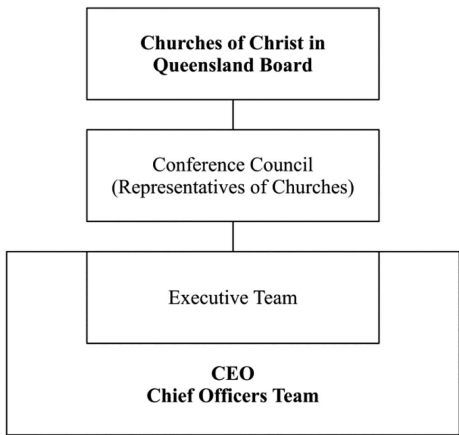 Churches of Christ in
Queensland Board
Conference Council
(Representatives of Churches)
Executive Team
CEO
Chief Officers Team